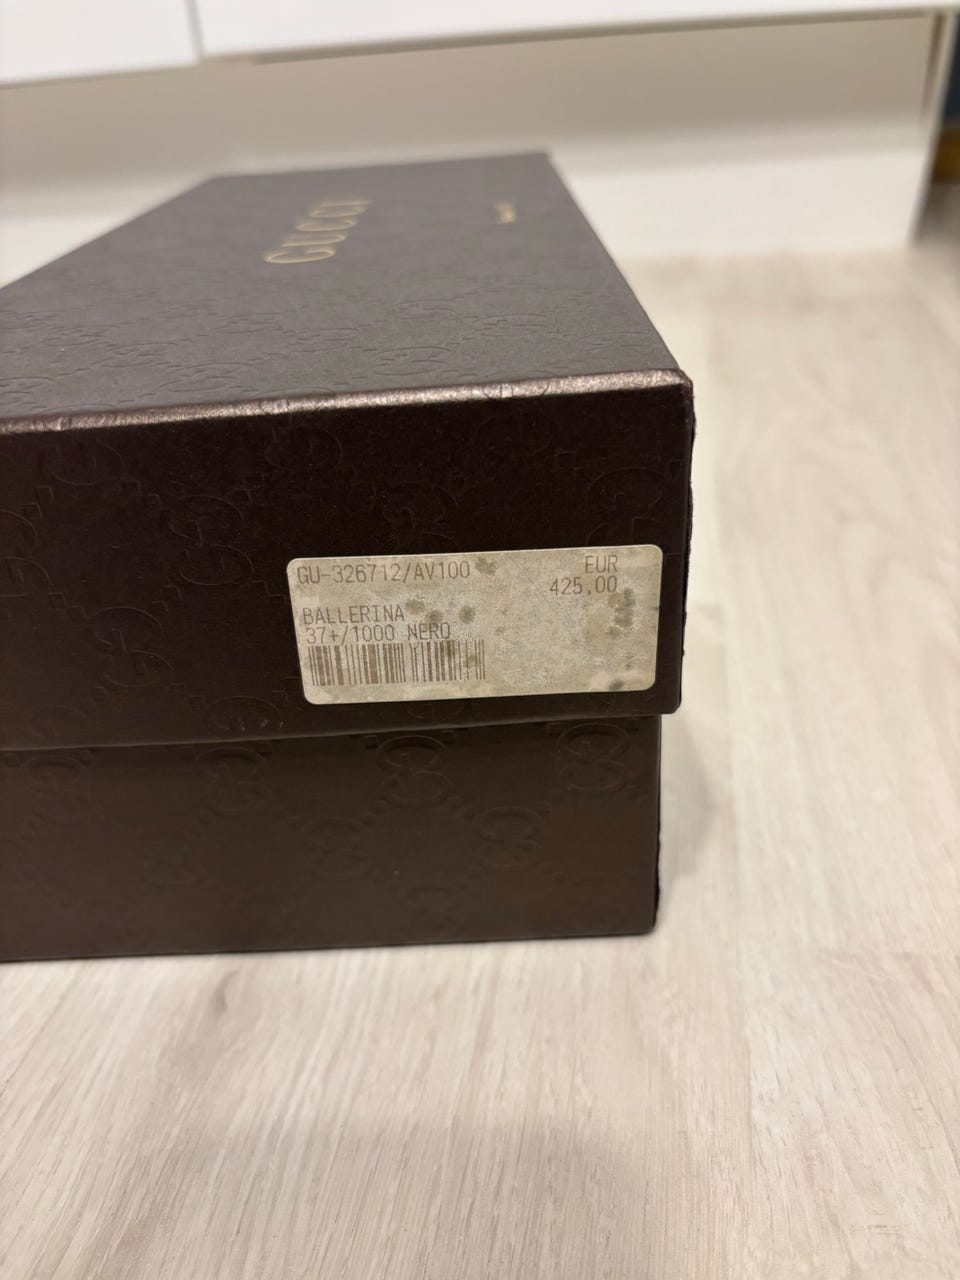 GUCCI
GU-326712/AV100
EUR
425,00
BALLERINA
37+/1000 NERO